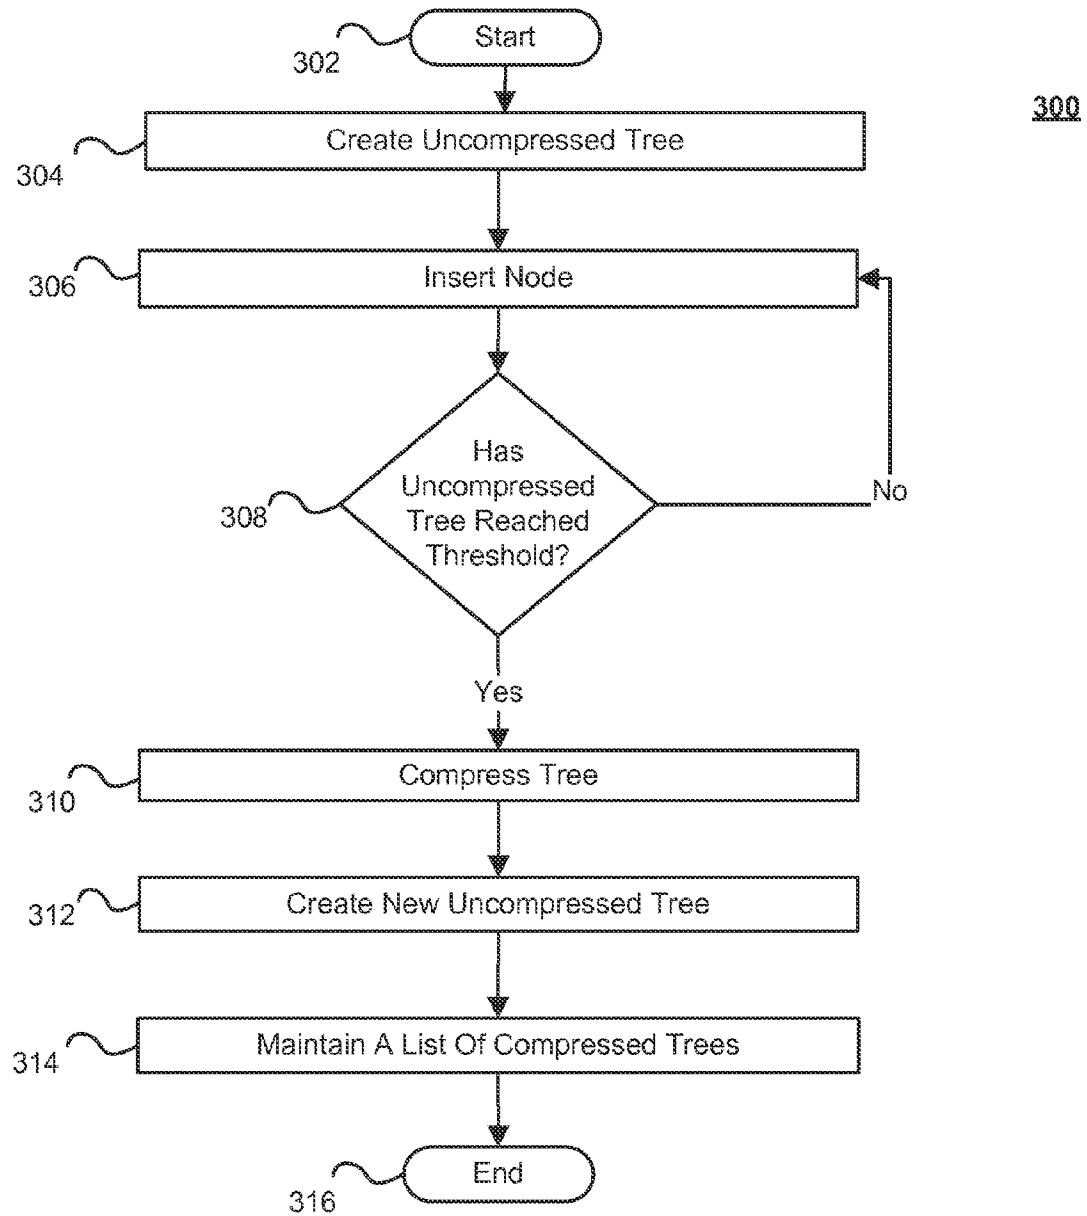 Start
302
300
Create Uncompressed Tree
304
Insert Node
306
Has
Uncompressed
Tree Reached
Threshold?
308
No
Yes
Compress Tree
310
Create New Uncompressed Tree
312
Maintain A List Of Compressed Trees
314
End
316